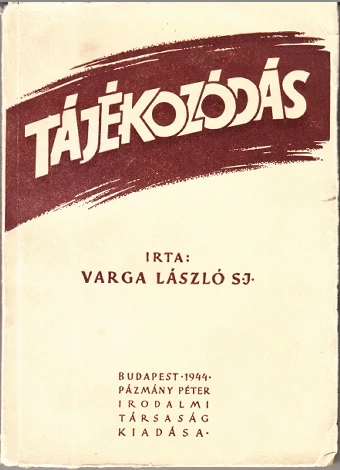 TÁJÉKOZÓDÁS
IRTA:
VARGA LÁSZLÓ S·J·
BUDAPEST·1944·
PÁZMÁNY PÉTER
IRODALMI
TÁRSASÁG
KIADÁSA·